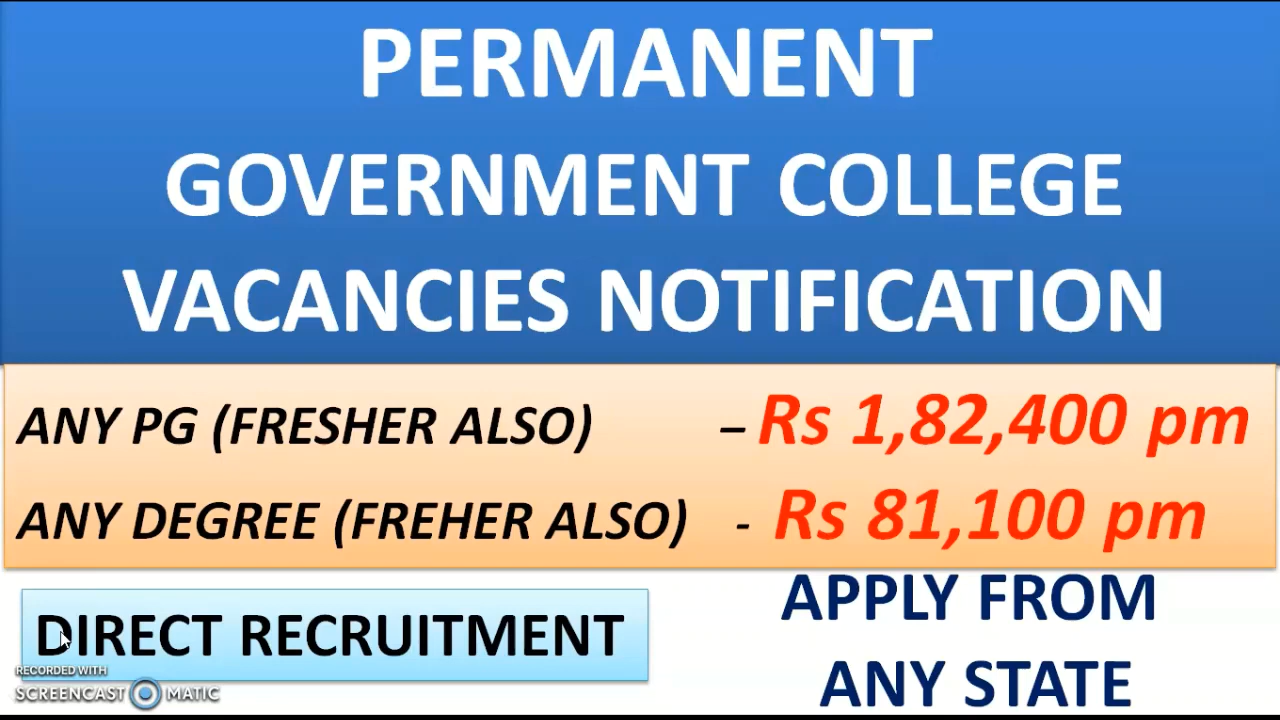 PERMANENT
GOVERNMENT COLLEGE
VACANCIES NOTIFICATION
ANY PG (FRESHER ALSO) – Rs 1,82,400 pm
ANY DEGREE (FREHER ALSO) - Rs 81,100 pm
DIRECT RECRUITMENT
APPLY FROM
ANY STATE
RECORDED WITH
SCREENCAST MATIC